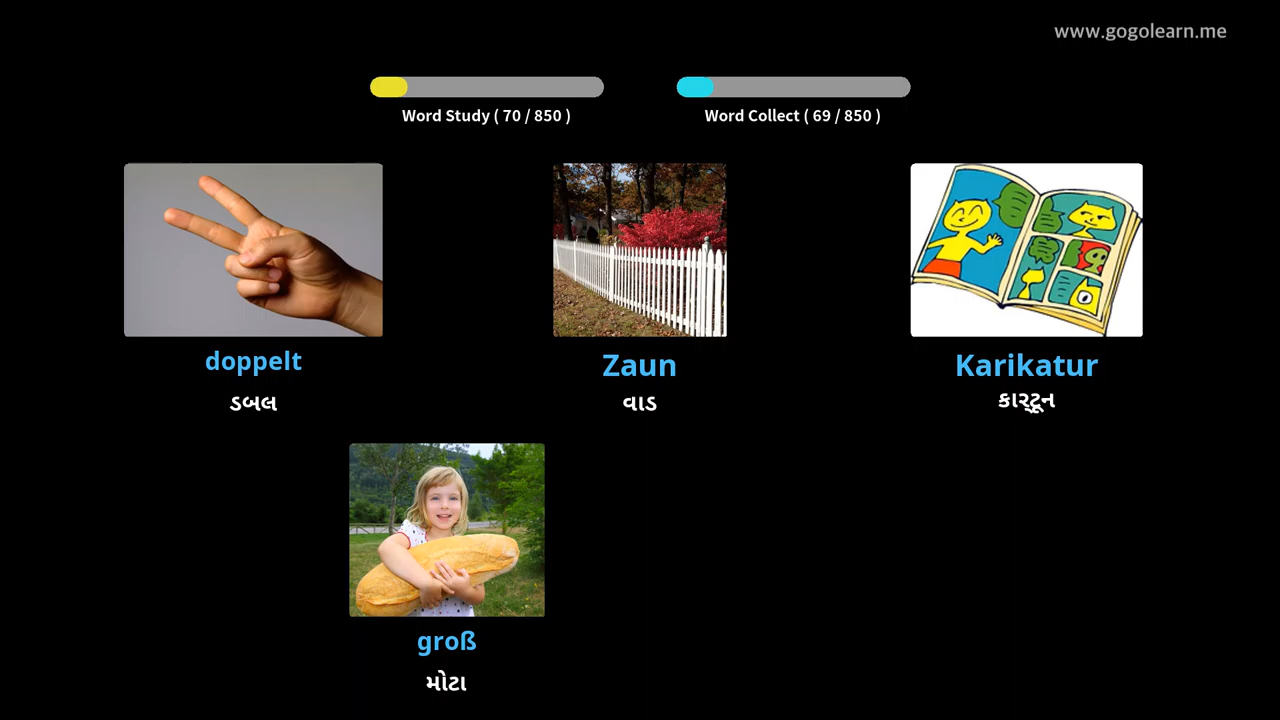 www.gogolearn.me
Word Study ( 70 / 850 )
Word Collect ( 69 / 850 )
doppelt
Zaun
Karikatur
ડબલ
વાડ
કાર્ટૂન
groß
મોટા